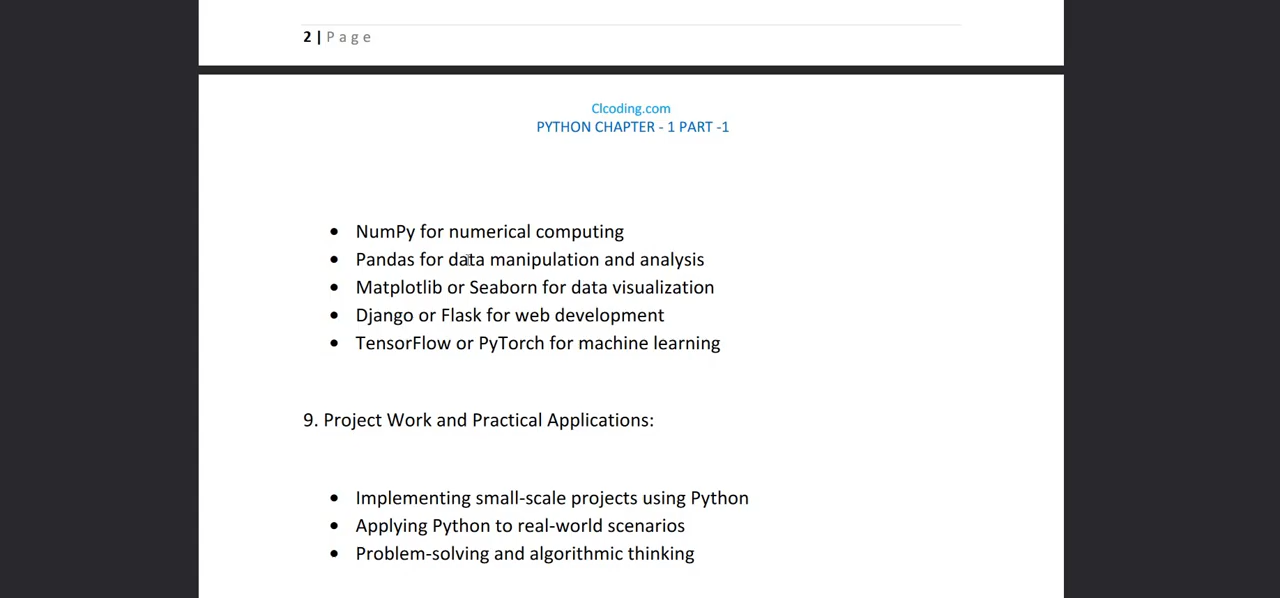 2 | Page
Clcoding.com
PYTHON CHAPTER - 1 PART -1
• NumPy for numerical computing
• Pandas for data manipulation and analysis
• Matplotlib or Seaborn for data visualization
• Django or Flask for web development
• TensorFlow or PyTorch for machine learning
9. Project Work and Practical Applications:
• Implementing small-scale projects using Python
• Applying Python to real-world scenarios
• Problem-solving and algorithmic thinking